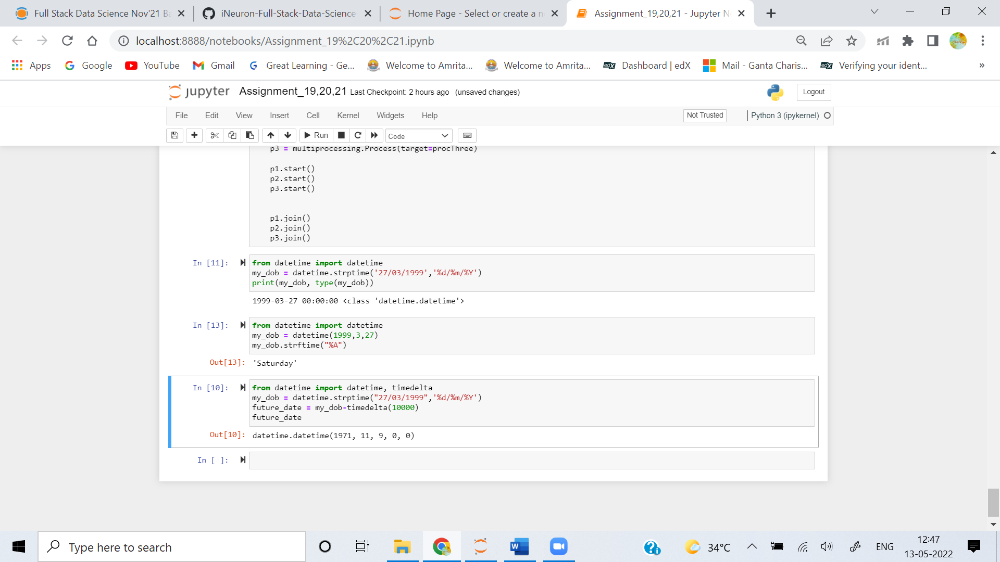 Full Stack Data Science Nov'21 Ba
iNeuron-Full-Stack-Data-Science
Home Page - Select or create a n
Assignment_19,20,21 - Jupyter N
localhost:8888/notebooks/Assignment_19%2C20%2C21.ipynb
Apps
Google
YouTube
Gmail
Great Learning - Ge...
Welcome to Amrita...
Welcome to Amrita...
edX
Dashboard | edX
Mail - Ganta Charis...
edX
Verifying your ident...
»
jupyter Assignment_19,20,21 Last Checkpoint: 2 hours ago (unsaved changes)
Logout
File Edit View Insert Cell Kernel Widgets Help
Not Trusted
Python 3 (ipykernel)
Run
Code
p3 = multiprocessing.Process(target=procThree)
p1.start()
p2.start()
p3.start()
p1.join()
p2.join()
p3.join()
In [11]:
from datetime import datetime
my_dob = datetime.strptime('27/03/1999','%d/%m/%Y')
print(my_dob, type(my_dob))
1999-03-27 00:00:00 <class 'datetime.datetime'>
In [13]:
from datetime import datetime
my_dob = datetime(1999,3,27)
my_dob.strftime("%A")
Out[13]: 'Saturday'
In [10]:
from datetime import datetime, timedelta
my_dob = datetime.strptime("27/03/1999",'%d/%m/%Y')
future_date = my_dob-timedelta(10000)
future_date
Out[10]: datetime.datetime(1971, 11, 9, 0, 0)
In [ ]:
Type here to search
34°C
ENG
12:47
13-05-2022